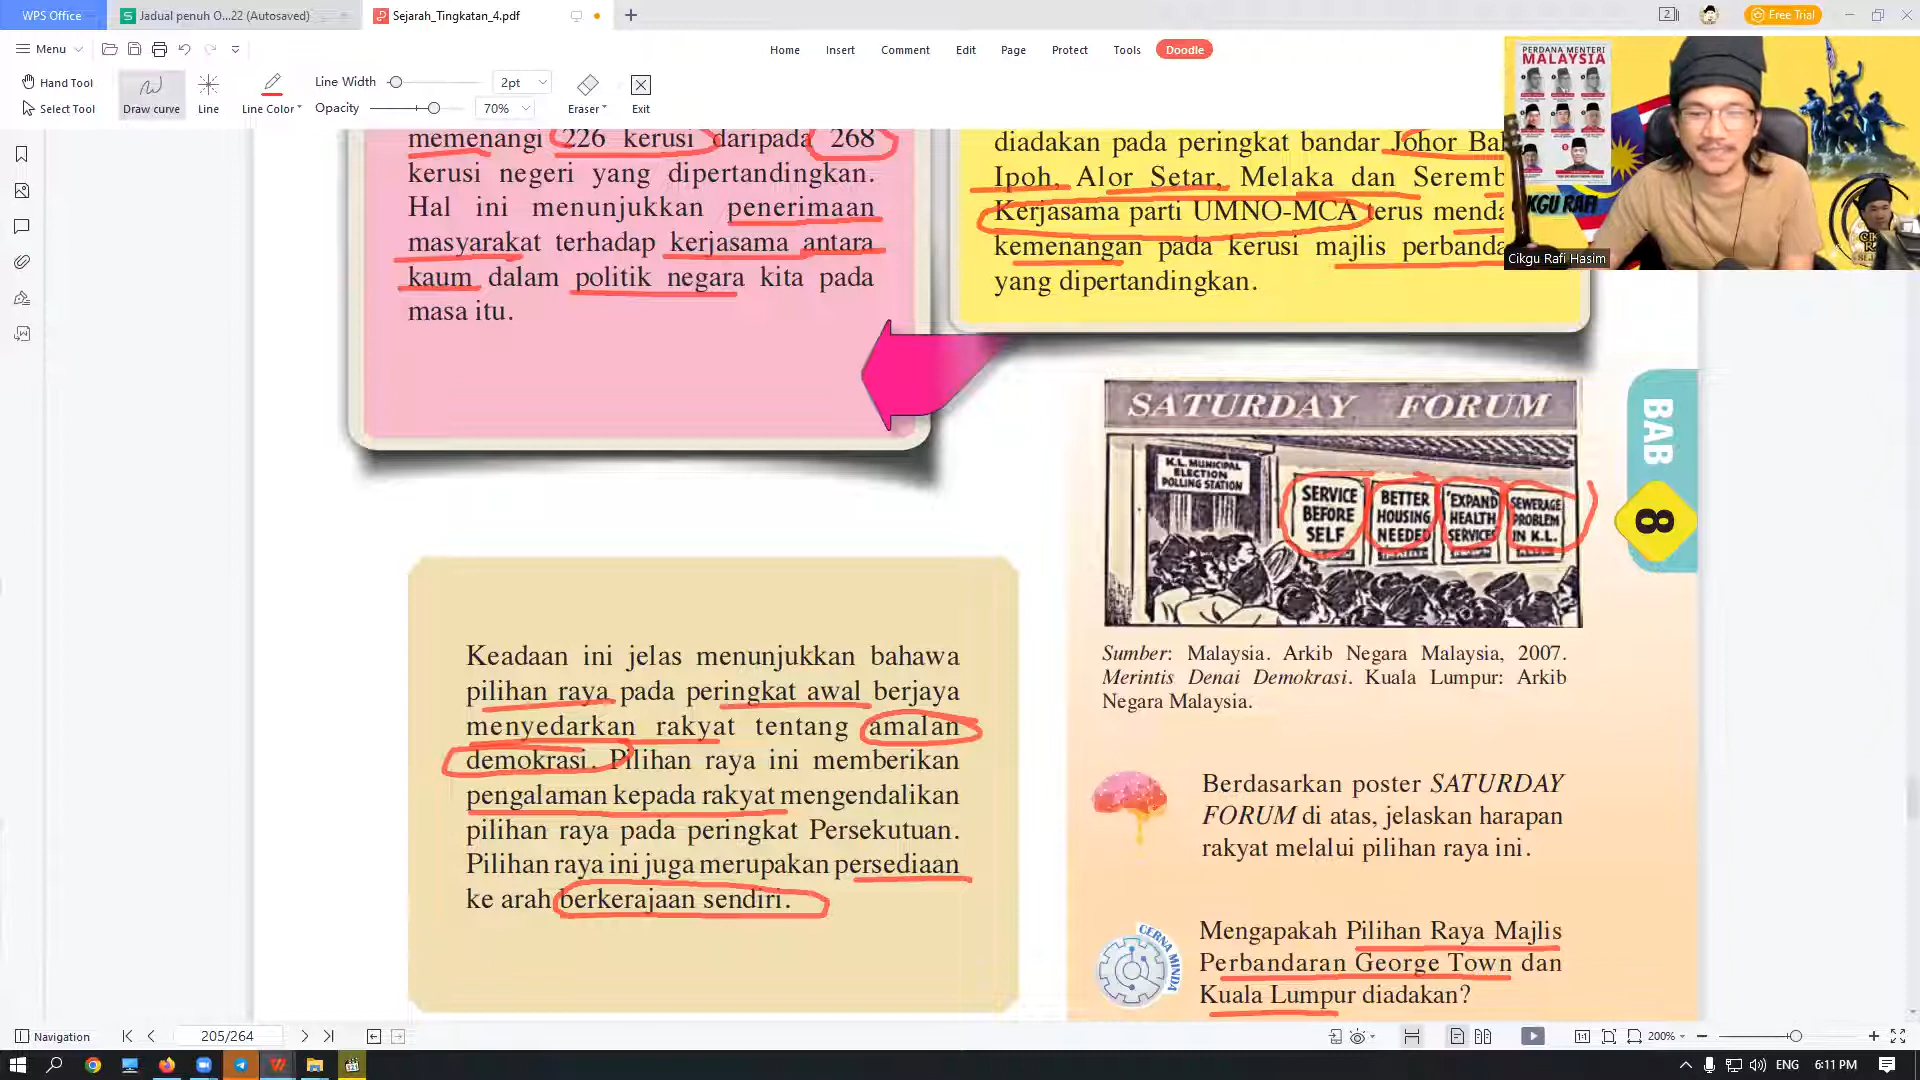 WPS Office
Jadual penuh O...22 (Autosaved)
Sejarah_Tingkatan_4.pdf
Free Trial
Menu
Home
Insert
Comment
Edit
Page
Protect
Tools
Doodle
Hand Tool
Select Tool
Draw curve
Line
Line Color
Line Width
2pt
Opacity
70%
Eraser
Exit
PERDANA MENTERI
MALAYSIA
KGU RAFI
Cikgu Rafi Hasim
memenangi 226 kerusi daripada 268
kerusi negeri yang dipertandingkan.
Hal ini menunjukkan penerimaan
masyarakat terhadap kerjasama antara
kaum dalam politik negara kita pada
masa itu.
diadakan pada peringkat bandar Johor Bah
Ipoh, Alor Setar, Melaka dan Seremb
Kerjasama parti UMNO-MCA terus menda
kemenangan pada kerusi majlis perbanda
yang dipertandingkan.
SATURDAY FORUM
K.L. MUNICIPAL
ELECTION
POLLING STATION
SERVICE
BEFORE
SELF
BETTER
HOUSING
NEEDED
EXPAND
HEALTH
SERVICES
SEWERAGE
PROBLEM
IN K.L.
BAB
8
Sumber: Malaysia. Arkib Negara Malaysia, 2007.
Merintis Denai Demokrasi. Kuala Lumpur: Arkib
Negara Malaysia.
Keadaan ini jelas menunjukkan bahawa
pilihan raya pada peringkat awal berjaya
menyedarkan rakyat tentang amalan
demokrasi. Pilihan raya ini memberikan
pengalaman kepada rakyat mengendalikan
pilihan raya pada peringkat Persekutuan.
Pilihan raya ini juga merupakan persediaan
ke arah berkerajaan sendiri.
Berdasarkan poster SATURDAY
FORUM di atas, jelaskan harapan
rakyat melalui pilihan raya ini.
CERNA MINDA
Mengapakah Pilihan Raya Majlis
Perbandaran George Town dan
Kuala Lumpur diadakan?
Navigation
205/264
200%
ENG
6:11 PM